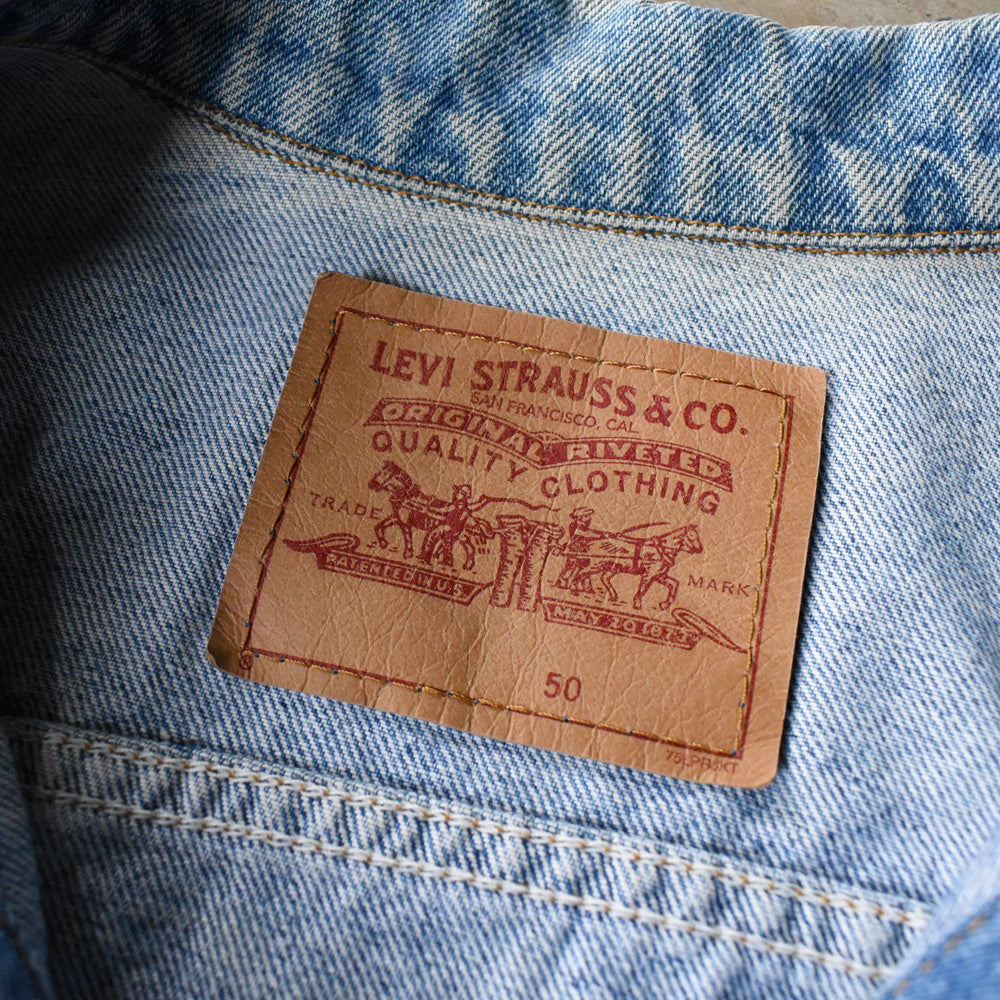 LEVI STRAUSS & CO.
SAN FRANCISCO, CAL
ORIGINAL RIVETED
QUALITY CLOTHING
TRADE MARK
PATENTED IN U.S.
MAY 20 1873
50
®